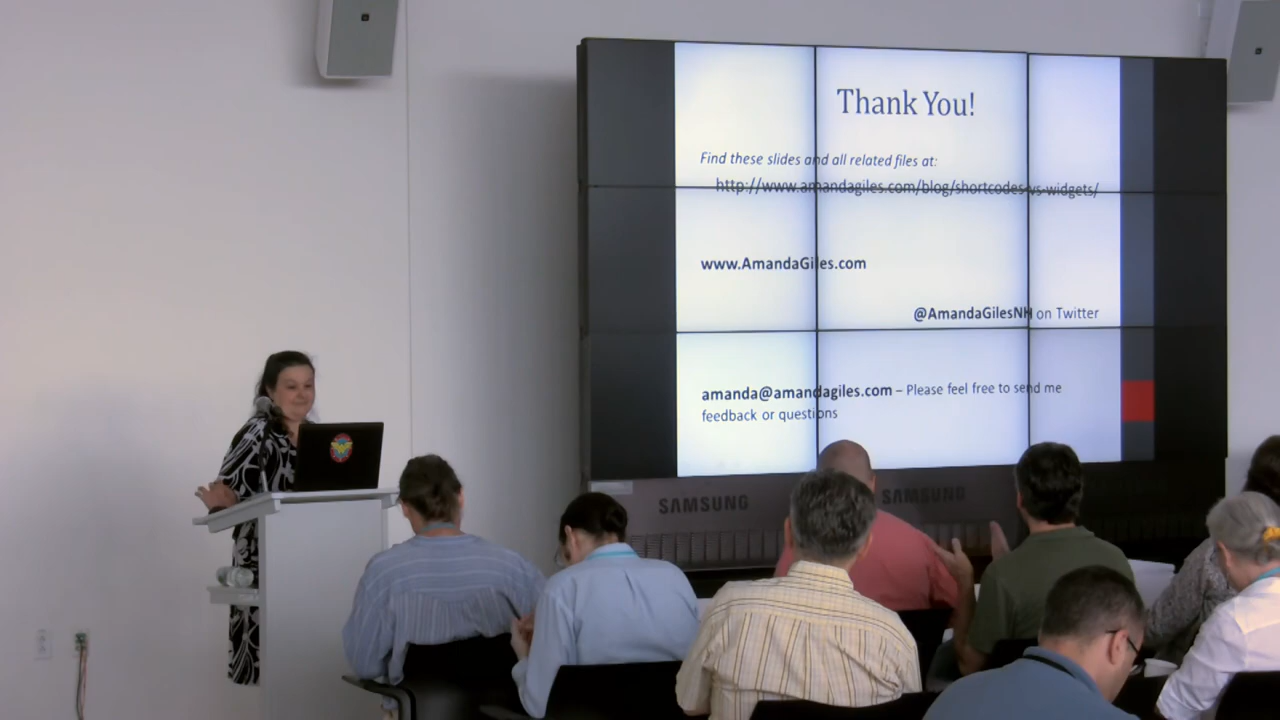 Thank You!
Find these slides and all related files at:
http://www.amandagiles.com/blog/shortcodes-vs-widgets/
www.AmandaGiles.com
@AmandaGilesNH on Twitter
amanda@amandagiles.com – Please feel free to send me
feedback or questions
SAMSUNG SAMSUNG